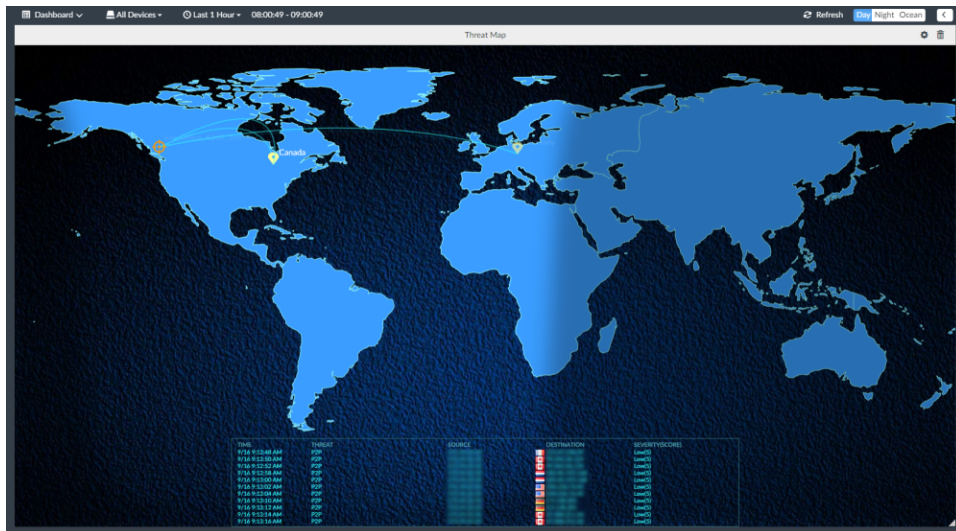 Dashboard All Devices Last 1 Hour 08:00:49 - 09:00:49 Refresh Day Night Ocean
Threat Map
Canada
TIME THREAT SOURCE DESTINATION SEVERITY(SCORE)
9/16 9:12:48 AM P2P Low(5)
9/16 9:12:50 AM P2P Low(5)
9/16 9:12:52 AM P2P Low(5)
9/16 9:12:58 AM P2P Low(5)
9/16 9:13:00 AM P2P Low(5)
9/16 9:13:02 AM P2P Low(5)
9/16 9:13:04 AM P2P Low(5)
9/16 9:13:10 AM P2P Low(5)
9/16 9:13:12 AM P2P Low(5)
9/16 9:13:14 AM P2P Low(5)
9/16 9:13:16 AM P2P Low(5)